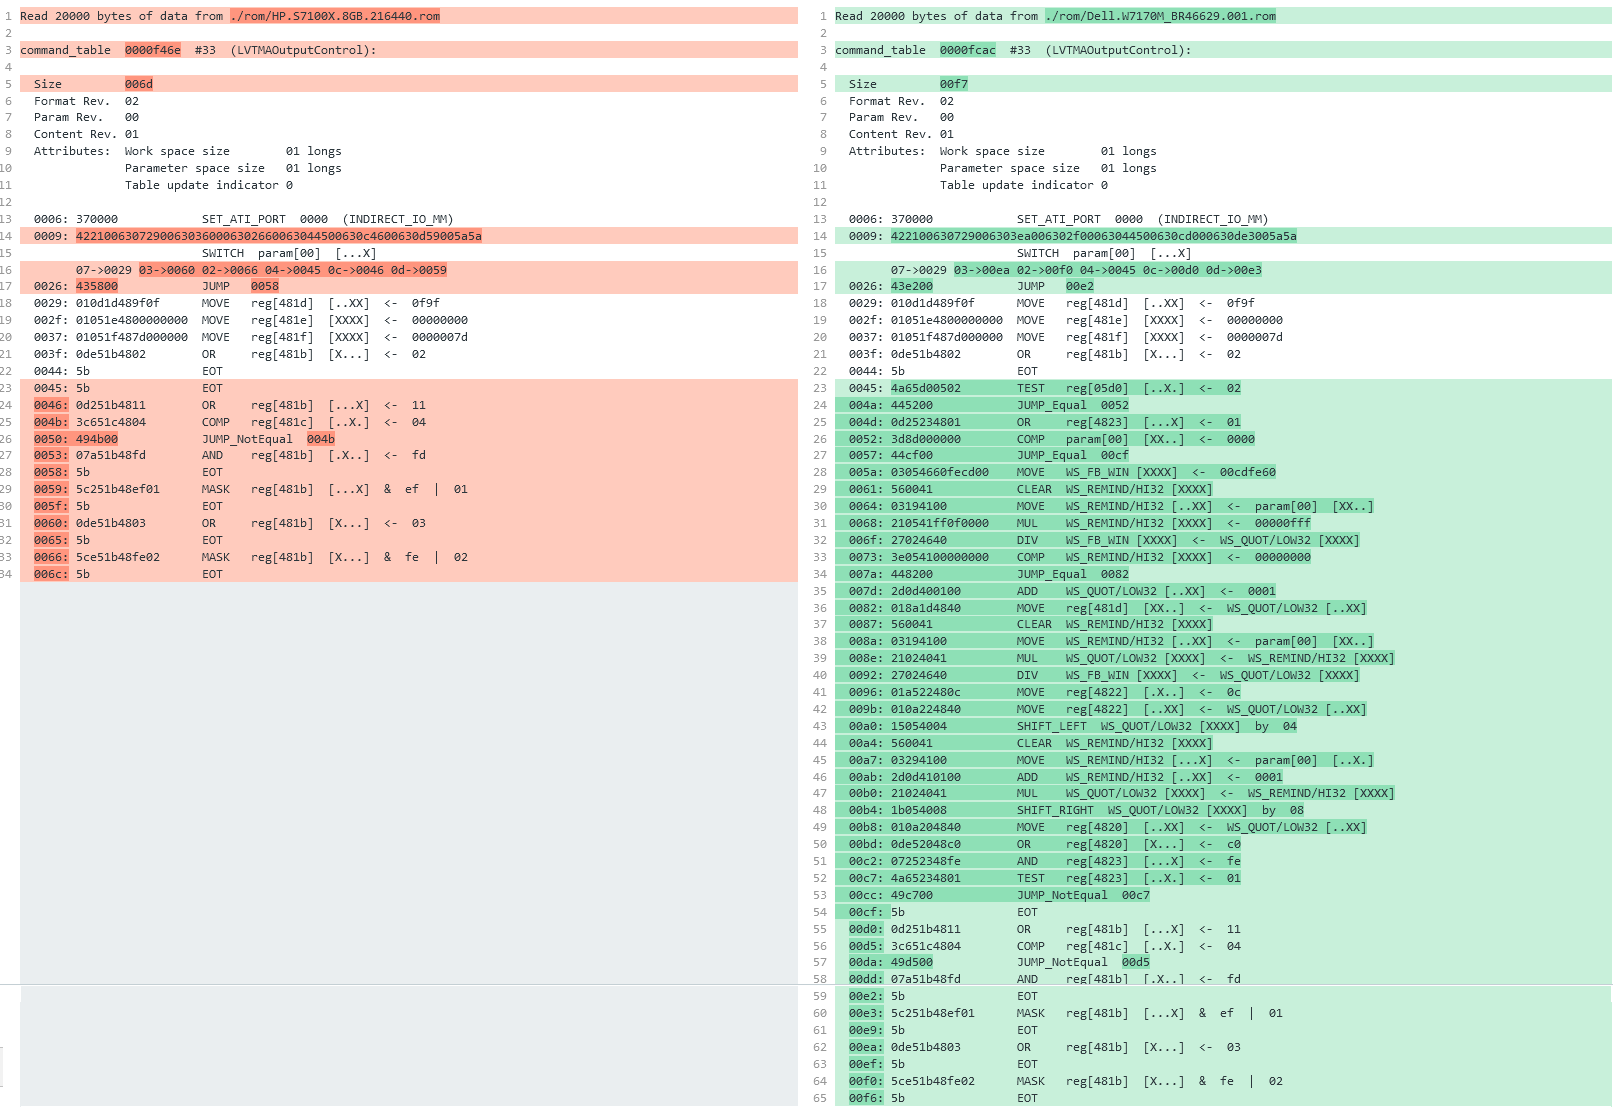 1 Read 20000 bytes of data from ./rom/HP.S7100X.8GB.216440.rom
2
3 command_table  0000f46e  #33  (LVTMAOutputControl):
4
5   Size         006d
6   Format Rev.  02
7   Param Rev.   00
8   Content Rev. 01
9   Attributes:  Work space size        01 longs
10               Parameter space size   01 longs
11               Table update indicator 0
12
13  0006: 370000            SET_ATI_PORT  0000  (INDIRECT_IO_MM)
14  0009: 4221006307290063036000630266006304450063​0c4600630d59005a5a
15                          SWITCH  param[00]  [...X]
16        07->0029 03->0060 02->0066 04->0045 0c->0046 0d->0059
17  0026: 435800            JUMP   0058
18  0029: 010d1d489f0f      MOVE   reg[481d]  [..XX]  <-  0f9f
19  002f: 01051e4800000000  MOVE   reg[481e]  [XXXX]  <-  00000000
20  0037: 01051f487d000000  MOVE   reg[481f]  [XXXX]  <-  0000007d
21  003f: 0de51b4802        OR     reg[481b]  [X...]  <-  02
22  0044: 5b                EOT
23  0045: 5b                EOT
24  0046: 0d251b4811        OR     reg[481b]  [...X]  <-  11
25  004b: 3c651c4804        COMP   reg[481c]  [..X.]  <-  04
26  0050: 494b00            JUMP_NotEqual  004b
27  0053: 07a51b48fd        AND    reg[481b]  [.X..]  <-  fd
28  0058: 5b                EOT
29  0059: 5c251b48ef01      MASK   reg[481b]  [...X]  &  ef  |  01
30  005f: 5b                EOT
31  0060: 0de51b4803        OR     reg[481b]  [X...]  <-  03
32  0065: 5b                EOT
33  0066: 5ce51b48fe02      MASK   reg[481b]  [X...]  &  fe  |  02
34  006c: 5b                EOT
1 Read 20000 bytes of data from ./rom/Dell.W7170M_BR46629.001.rom
2
3 command_table  0000fcac  #33  (LVTMAOutputControl):
4
5   Size         00f7
6   Format Rev.  02
7   Param Rev.   00
8   Content Rev. 01
9   Attributes:  Work space size        01 longs
10               Parameter space size   01 longs
11               Table update indicator 0
12
13  0006: 370000            SET_ATI_PORT  0000  (INDIRECT_IO_MM)
14  0009: 422100630729006303ea006302f00063044500630cd000630de3005a5a
15                          SWITCH  param[00]  [...X]
16        07->0029 03->00ea 02->00f0 04->0045 0c->00d0 0d->00e3
17  0026: 43e200            JUMP   00e2
18  0029: 010d1d489f0f      MOVE   reg[481d]  [..XX]  <-  0f9f
19  002f: 01051e4800000000  MOVE   reg[481e]  [XXXX]  <-  00000000
20  0037: 01051f487d000000  MOVE   reg[481f]  [XXXX]  <-  0000007d
21  003f: 0de51b4802        OR     reg[481b]  [X...]  <-  02
22  0044: 5b                EOT
23  0045: 4a65d00502        TEST   reg[05d0]  [..X.]  <-  02
24  004a: 445200            JUMP_Equal  0052
25  004d: 0d25234801        OR     reg[4823]  [...X]  <-  01
26  0052: 3d8d000000        COMP   param[00]  [XX..]  <-  0000
27  0057: 44cf00            JUMP_Equal  00cf
28  005a: 03054660fecd00    MOVE   WS_FB_WIN [XXXX]  <-  00cdfe60
29  0061: 560041            CLEAR  WS_REMIND/HI32 [XXXX]
30  0064: 03194100          MOVE   WS_REMIND/HI32 [..XX]  <-  param[00]  [XX..]
31  0068: 210541ff0f0000    MUL    WS_REMIND/HI32 [XXXX]  <-  00000fff
32  006f: 27024640          DIV    WS_FB_WIN [XXXX]  <-  WS_QUOT/LOW32 [XXXX]
33  0073: 3e054100000000    COMP   WS_REMIND/HI32 [XXXX]  <-  00000000
34  007a: 448200            JUMP_Equal  0082
35  007d: 2d0d400100        ADD    WS_QUOT/LOW32 [..XX]  <-  0001
36  0082: 018a1d4840        MOVE   reg[481d]  [XX..]  <-  WS_QUOT/LOW32 [..XX]
37  0087: 560041            CLEAR  WS_REMIND/HI32 [XXXX]
38  008a: 03194100          MOVE   WS_REMIND/HI32 [..XX]  <-  param[00]  [XX..]
39  008e: 21024041          MUL    WS_QUOT/LOW32 [XXXX]  <-  WS_REMIND/HI32 [XXXX]
40  0092: 27024640          DIV    WS_FB_WIN [XXXX]  <-  WS_QUOT/LOW32 [XXXX]
41  0096: 01a522480c        MOVE   reg[4822]  [.X..]  <-  0c
42  009b: 010a224840        MOVE   reg[4822]  [..XX]  <-  WS_QUOT/LOW32 [..XX]
43  00a0: 15054004          SHIFT_LEFT  WS_QUOT/LOW32 [XXXX]  by  04
44  00a4: 560041            CLEAR  WS_REMIND/HI32 [XXXX]
45  00a7: 03294100          MOVE   WS_REMIND/HI32 [...X]  <-  param[00]  [..X.]
46  00ab: 2d0d410100        ADD    WS_REMIND/HI32 [..XX]  <-  0001
47  00b0: 21024041          MUL    WS_QUOT/LOW32 [XXXX]  <-  WS_REMIND/HI32 [XXXX]
48  00b4: 1b054008          SHIFT_RIGHT  WS_QUOT/LOW32 [XXXX]  by  08
49  00b8: 010a204840        MOVE   reg[4820]  [..XX]  <-  WS_QUOT/LOW32 [..XX]
50  00bd: 0de52048c0        OR     reg[4820]  [X...]  <-  c0
51  00c2: 07252348fe        AND    reg[4823]  [...X]  <-  fe
52  00c7: 4a65234801        TEST   reg[4823]  [..X.]  <-  01
53  00cc: 49c700            JUMP_NotEqual  00c7
54  00cf: 5b                EOT
55  00d0: 0d251b4811        OR     reg[481b]  [...X]  <-  11
56  00d5: 3c651c4804        COMP   reg[481c]  [..X.]  <-  04
57  00da: 49d500            JUMP_NotEqual  00d5
58  00dd: 07a51b48fd        AND    reg[481b]  [.X..]  <-  fd
59  00e2: 5b                EOT
60  00e3: 5c251b48ef01      MASK   reg[481b]  [...X]  &  ef  |  01
61  00e9: 5b                EOT
62  00ea: 0de51b4803        OR     reg[481b]  [X...]  <-  03
63  00ef: 5b                EOT
64  00f0: 5ce51b48fe02      MASK   reg[481b]  [X...]  &  fe  |  02
65  00f6: 5b                EOT